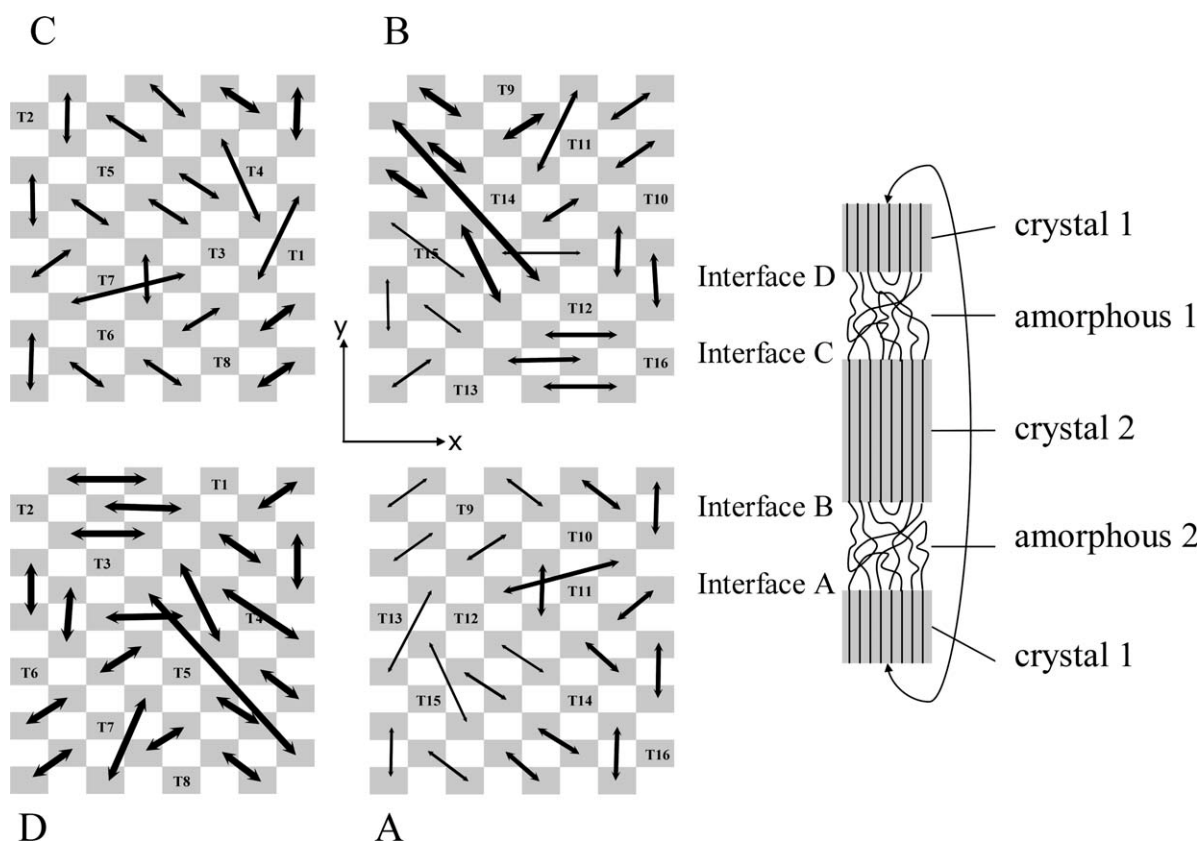 C
B
T2
T5
T4
T3
T1
T7
T6
T8
T9
T11
T14
T10
T15
T12
T13
T16
y
x
T1
T2
T3
T4
T6
T5
T7
T8
T9
T10
T11
T13
T12
T15
T14
T16
D
A
crystal 1
Interface D
amorphous 1
Interface C
crystal 2
Interface B
amorphous 2
Interface A
crystal 1